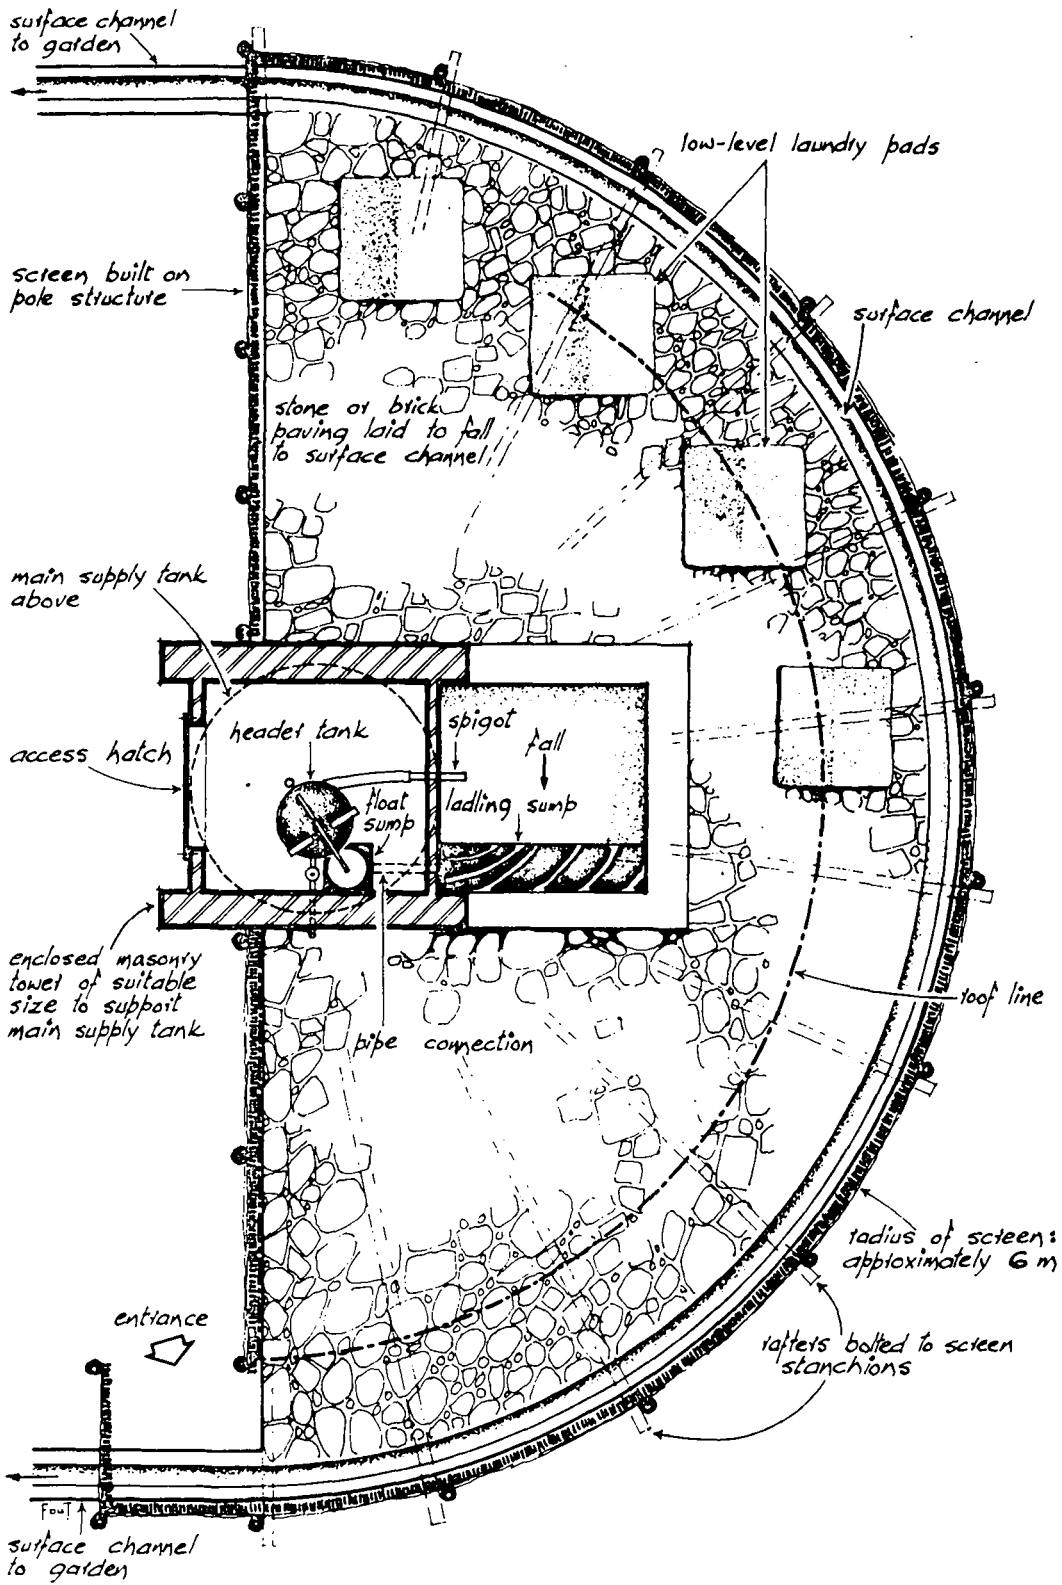 surface channel
to garden
low-level laundry pads
screen built on
pole structure
surface channel
stone or brick
paving laid to fall
to surface channel
main supply tank
above
header tank
spigot
fall
access hatch
float
sump
ladling sump
enclosed masonry
tower of suitable
size to support
main supply tank
roof line
pipe connection
radius of screen:
approximately 6 m
entrance
rafters bolted to screen
stanchions
surface channel
to garden